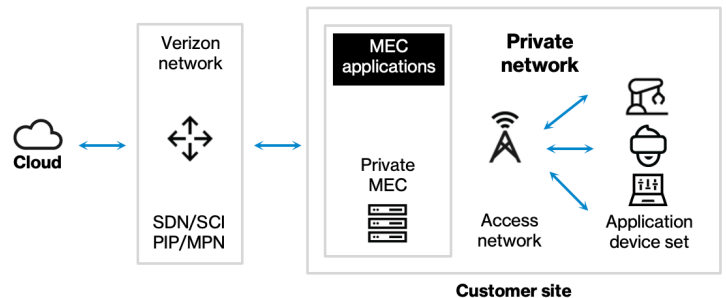 Cloud
Verizon
network
SDN/SCI
PIP/MPN
MEC
applications
Private
MEC
Private
network
Access
network
Application
device set
Customer site